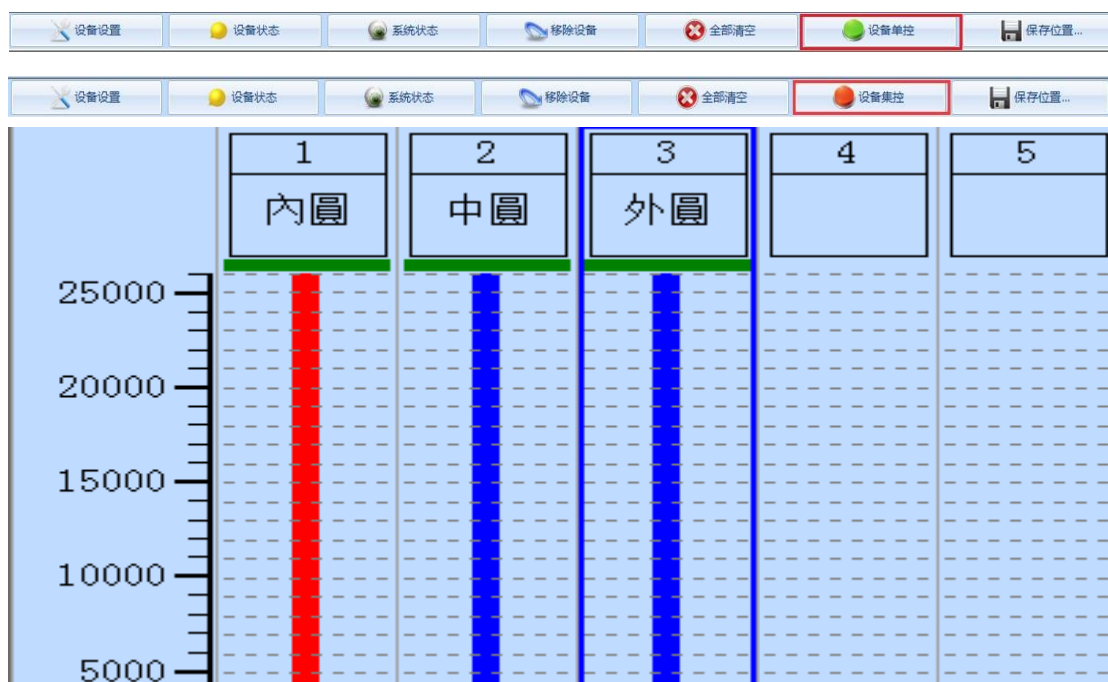 设备设置 设备状态 系统状态 移除设备 全部清空 设备单控 保存位置...
设备设置 设备状态 系统状态 移除设备 全部清空 设备集控 保存位置...
1 2 3 4 5
內圓 中圓 外圓
25000
20000
15000
10000
5000